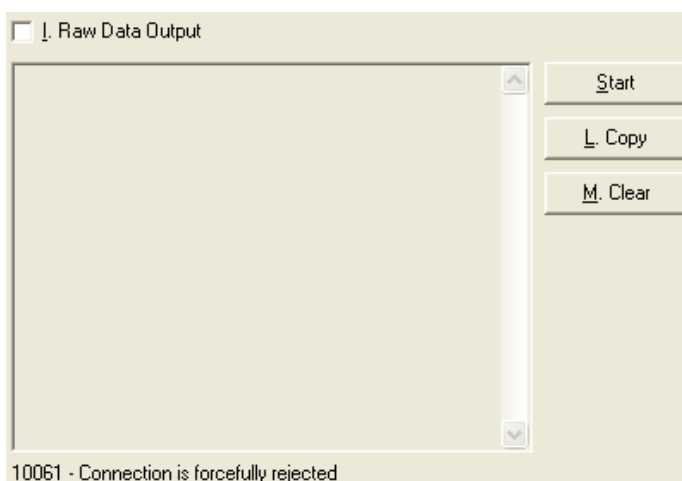 I. Raw Data Output
Start
L. Copy
M. Clear
10061 - Connection is forcefully rejected